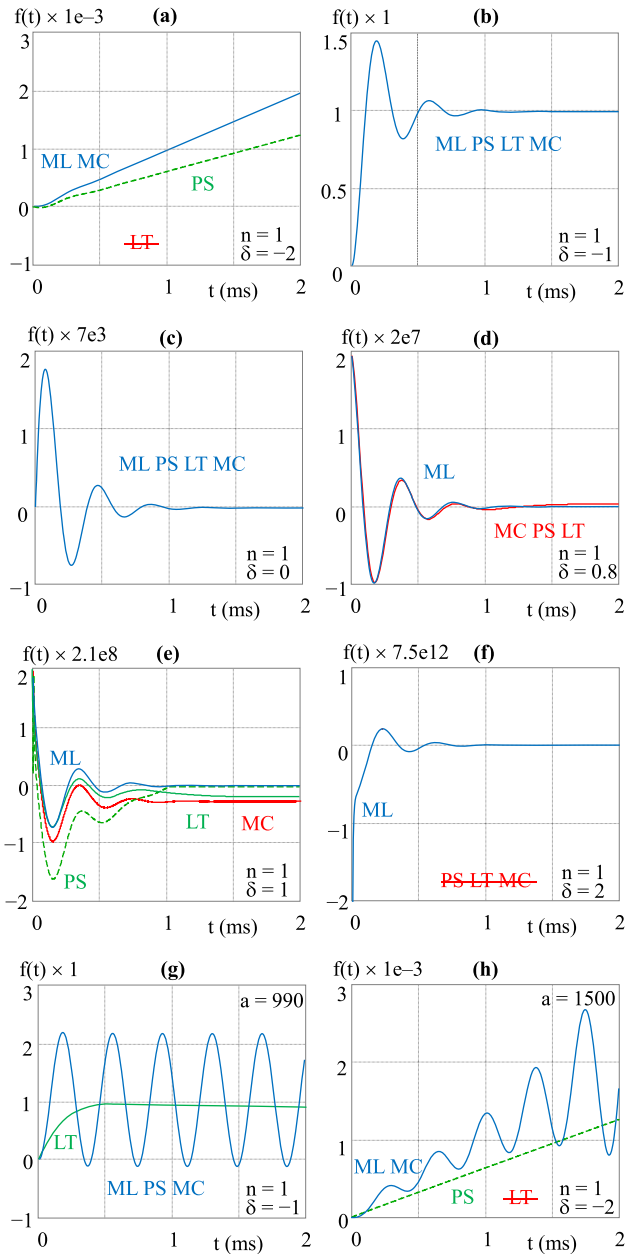 f(t) × 1e-3 (a)
3
2
1
0
−1
ML MC
PS
LT
n = 1
δ = −2
0 1 2
t (ms)
f(t) × 1 (b)
1.5
1
0.5
0
ML PS LT MC
n = 1
δ = −1
0 1 2
t (ms)
f(t) × 7e3 (c)
2
1
0
−1
ML PS LT MC
n = 1
δ = 0
0 1 2
t (ms)
f(t) × 2e7 (d)
2
1
0
−1
ML
MC PS LT
n = 1
δ = 0.8
0 1 2
t (ms)
f(t) × 2.1e8 (e)
2
1
0
−1
−2
ML
LT
MC
PS
n = 1
δ = 1
0 1 2
t (ms)
f(t) × 7.5e12 (f)
1
0
−1
−2
ML
PS LT MC
n = 1
δ = 2
0 1 2
t (ms)
f(t) × 1 (g)
3
2
1
0
−1
a = 990
LT
ML PS MC
n = 1
δ = −1
0 1 2
t (ms)
f(t) × 1e−3 (h)
3
2
1
0
−1
a = 1500
ML MC
PS
LT
n = 1
δ = −2
0 1 2
t (ms)